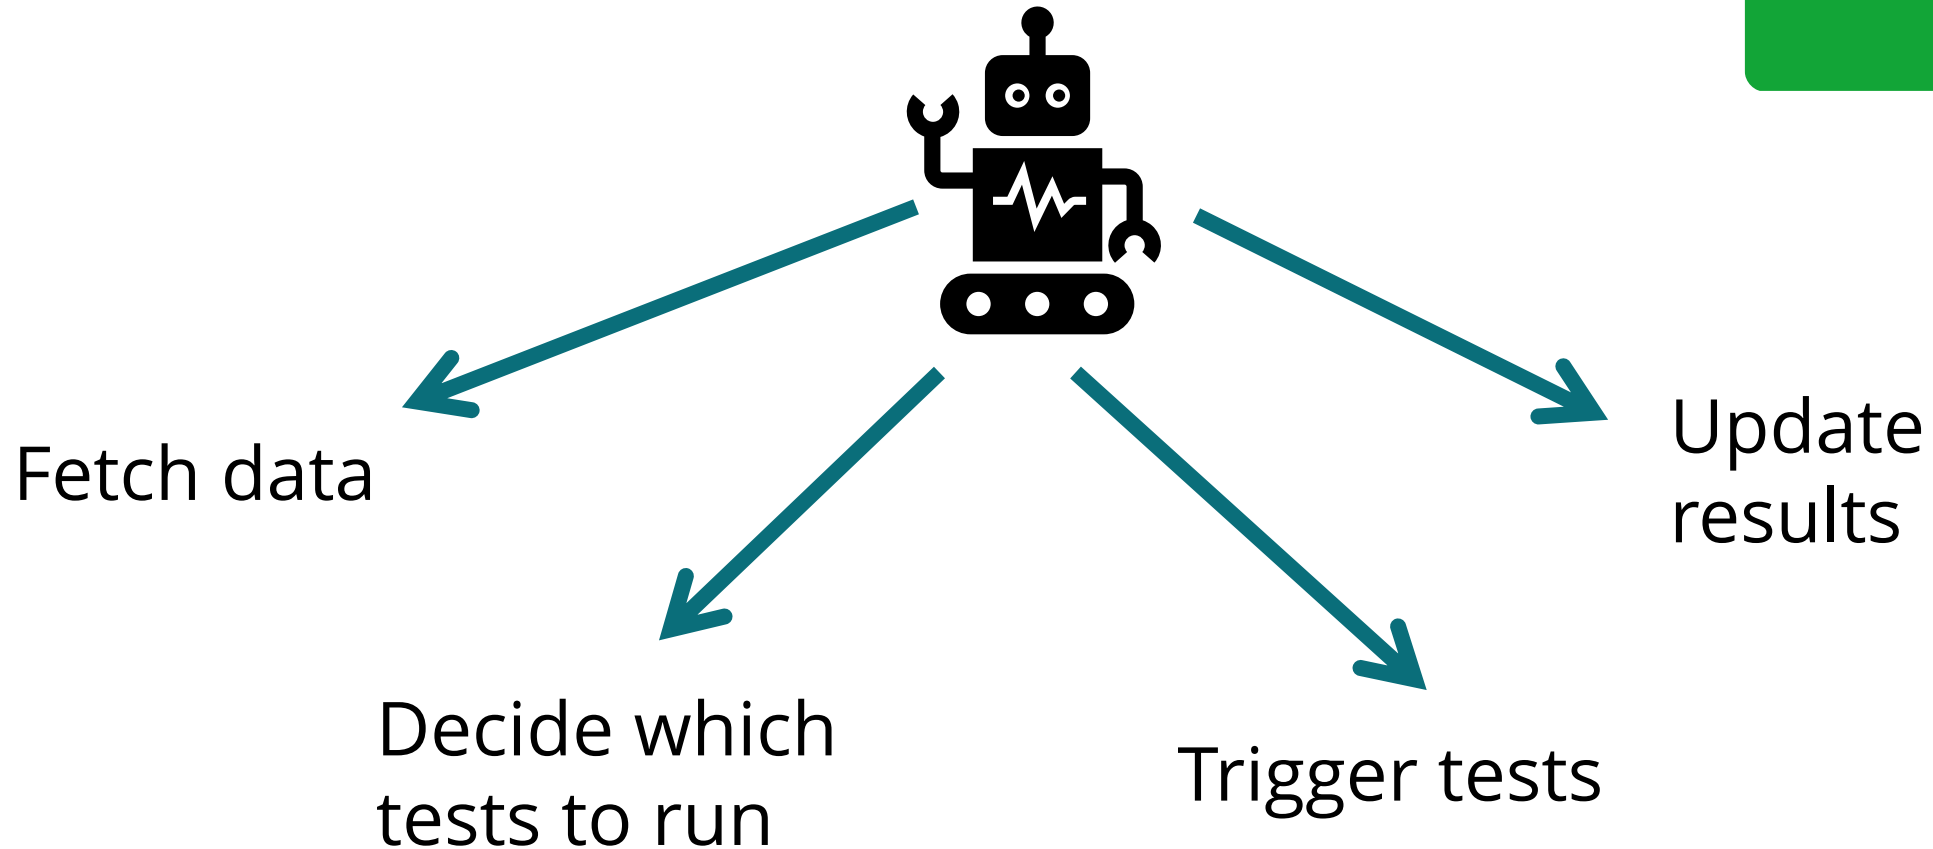 Fetch data
Decide which
tests to run
Trigger tests
Update
results